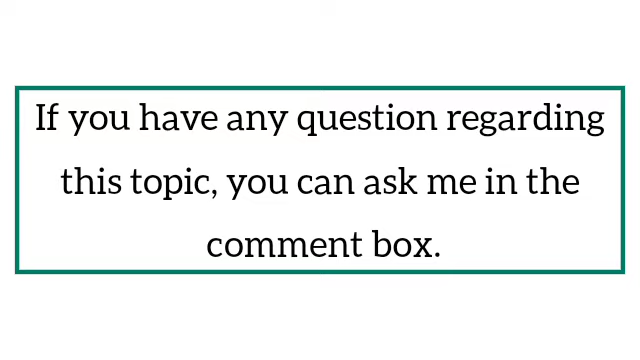 If you have any question regarding
this topic, you can ask me in the
comment box.